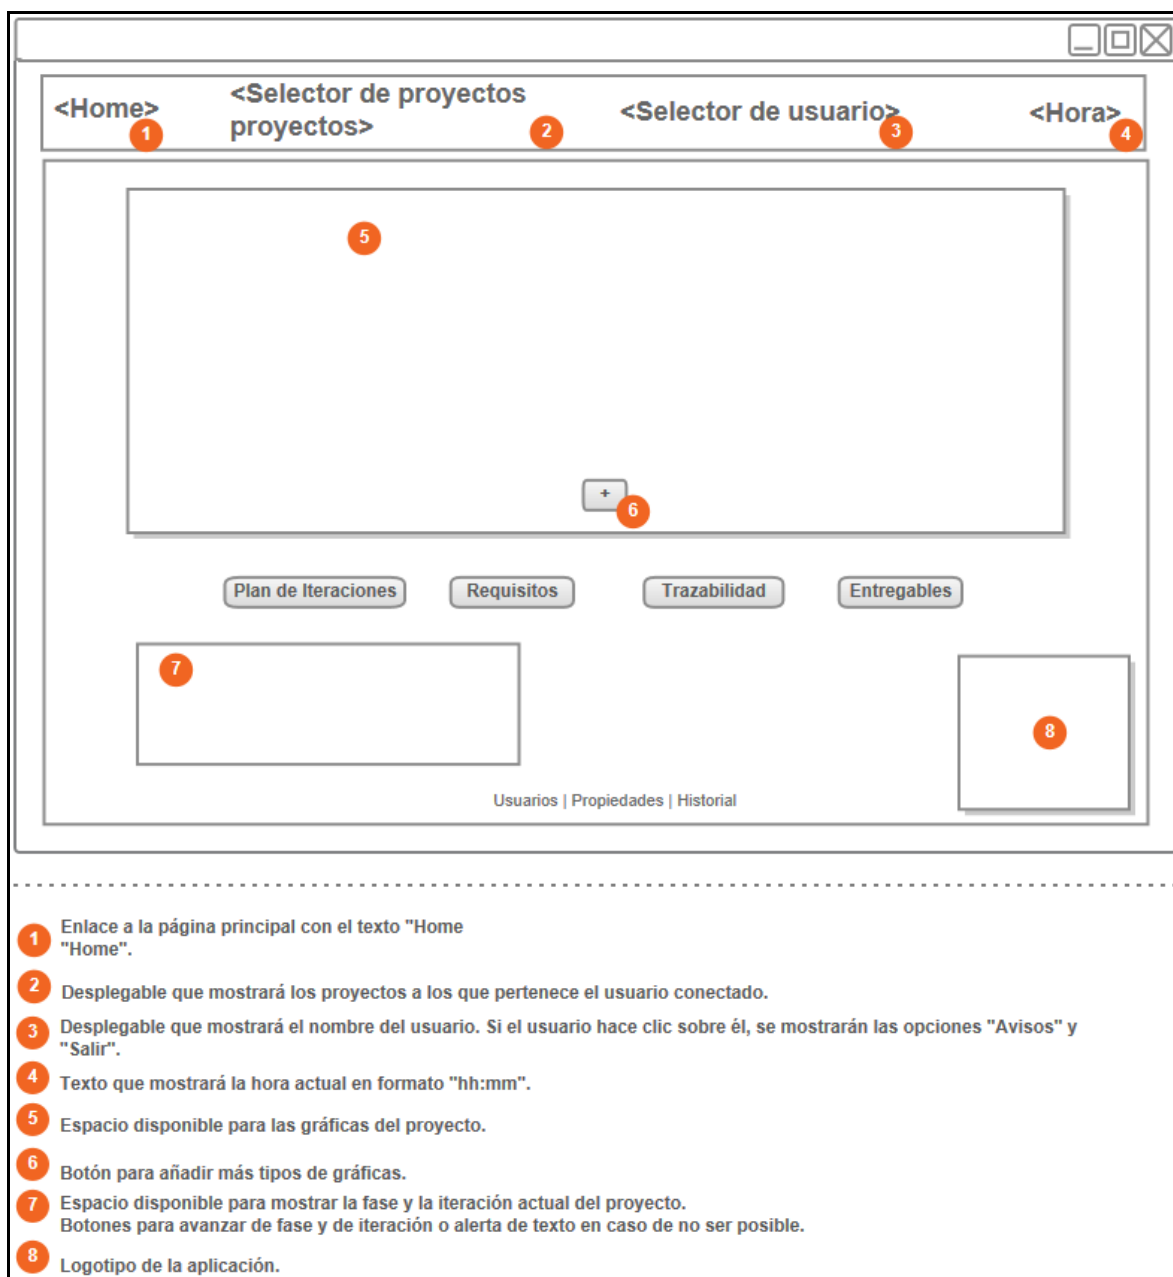 <Home>
1
<Selector de proyectos
proyectos>
2
<Selector de usuario>
3
<Hora>
4
5
+
6
Plan de Iteraciones
Requisitos
Trazabilidad
Entregables
7
8
Usuarios | Propiedades | Historial
1 Enlace a la página principal con el texto "Home
"Home".
2 Desplegable que mostrará los proyectos a los que pertenece el usuario conectado.
3 Desplegable que mostrará el nombre del usuario. Si el usuario hace clic sobre él, se mostrarán las opciones "Avisos" y
"Salir".
4 Texto que mostrará la hora actual en formato "hh:mm".
5 Espacio disponible para las gráficas del proyecto.
6 Botón para añadir más tipos de gráficas.
7 Espacio disponible para mostrar la fase y la iteración actual del proyecto.
Botones para avanzar de fase y de iteración o alerta de texto en caso de no ser posible.
8 Logotipo de la aplicación.